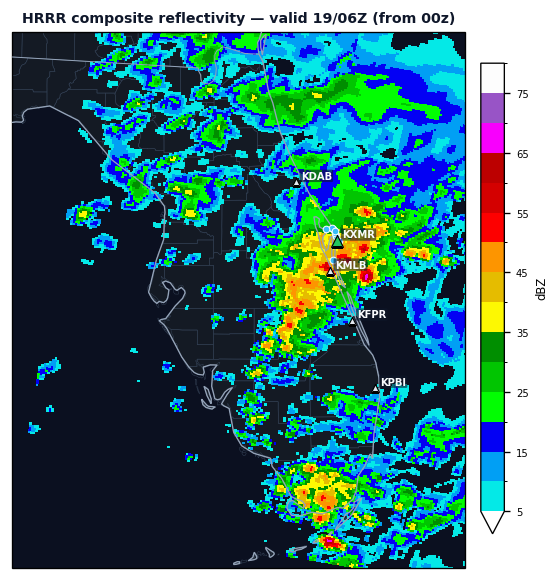 HRRR composite reflectivity — valid 19/06Z (from 00z)
75
65
55
45
35
25
15
5
dBZ
KDAB
KXMR
KMLB
KFPR
KPBI